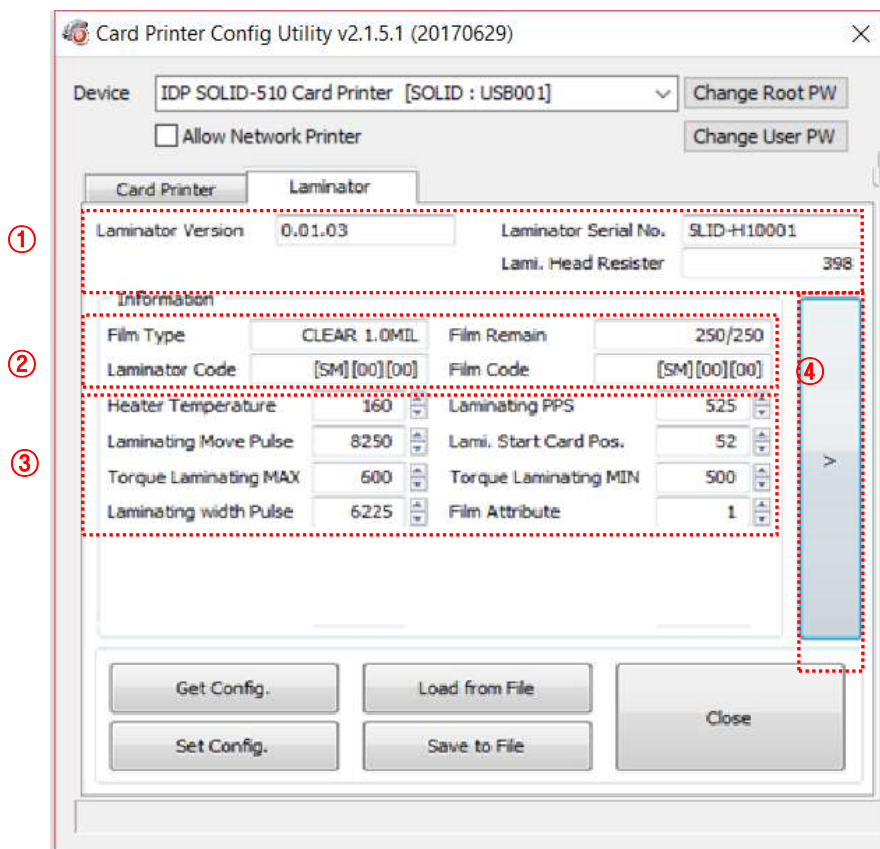 Card Printer Config Utility v2.1.5.1 (20170629)
Device IDP SOLID-510 Card Printer [SOLID : USB001] Change Root PW
Allow Network Printer Change User PW
Card Printer Laminator
① Laminator Version 0.01.03 Laminator Serial No. SLID-H10001
Lami. Head Resister 398
Information
Film Type CLEAR 1.0MIL Film Remain 250/250
② Laminator Code [SM][00][00] Film Code [SM][00][00] ④
Heater Temperature 160 Laminating PPS 525
Laminating Move Pulse 8250 Lami. Start Card Pos. 52
③ Torque Laminating MAX 600 Torque Laminating MIN 500 >
Laminating width Pulse 6225 Film Attribute 1
Get Config. Load from File
Close
Set Config. Save to File